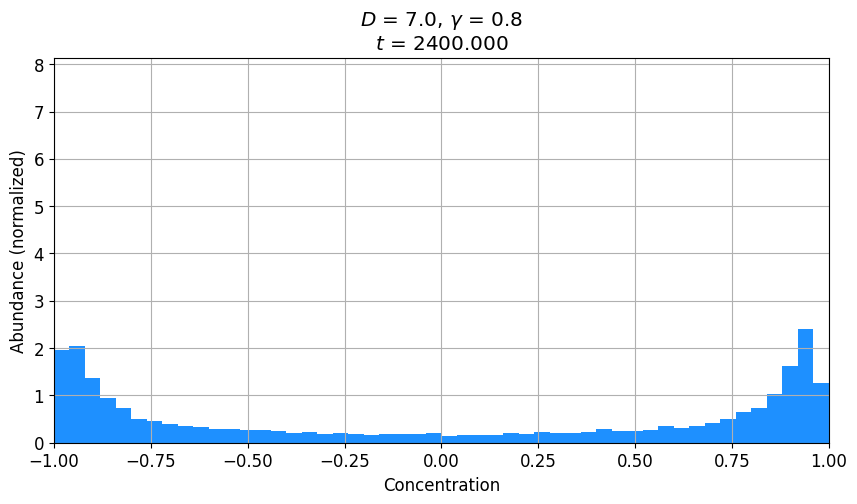 D = 7.0, γ = 0.8
t = 2400.000
Abundance (normalized)
8
7
6
5
4
3
2
1
0
−1.00 −0.75 −0.50 −0.25 0.00 0.25 0.50 0.75 1.00
Concentration